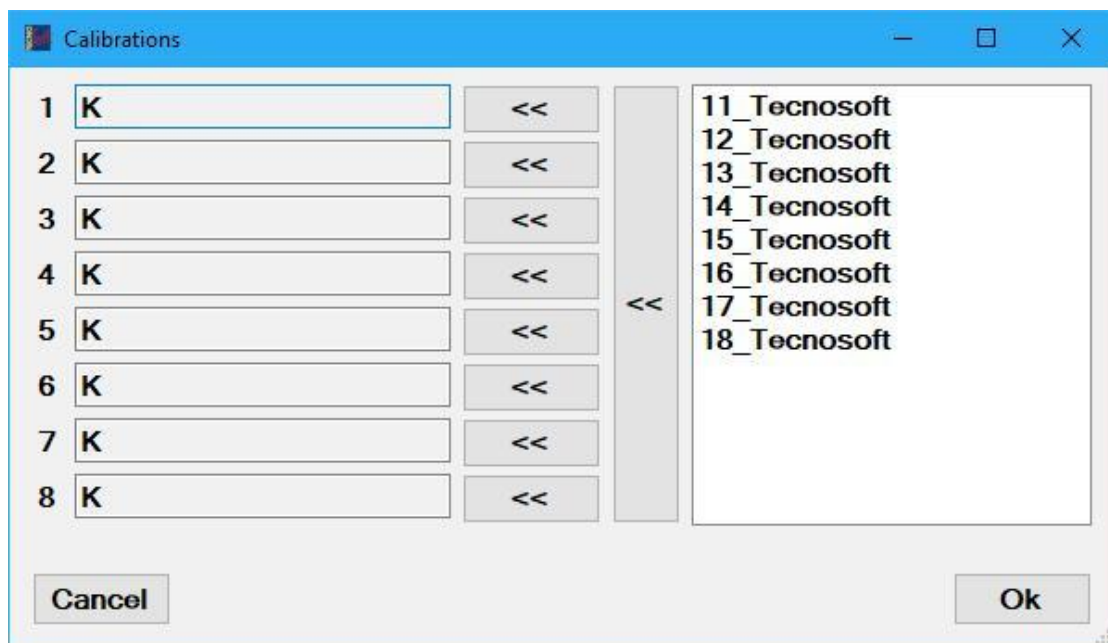 Calibrations
1 K <<
2 K <<
3 K <<
4 K <<
5 K <<
6 K <<
7 K <<
8 K <<
<<
11_Tecnosoft
12_Tecnosoft
13_Tecnosoft
14_Tecnosoft
15_Tecnosoft
16_Tecnosoft
17_Tecnosoft
18_Tecnosoft
Cancel
Ok